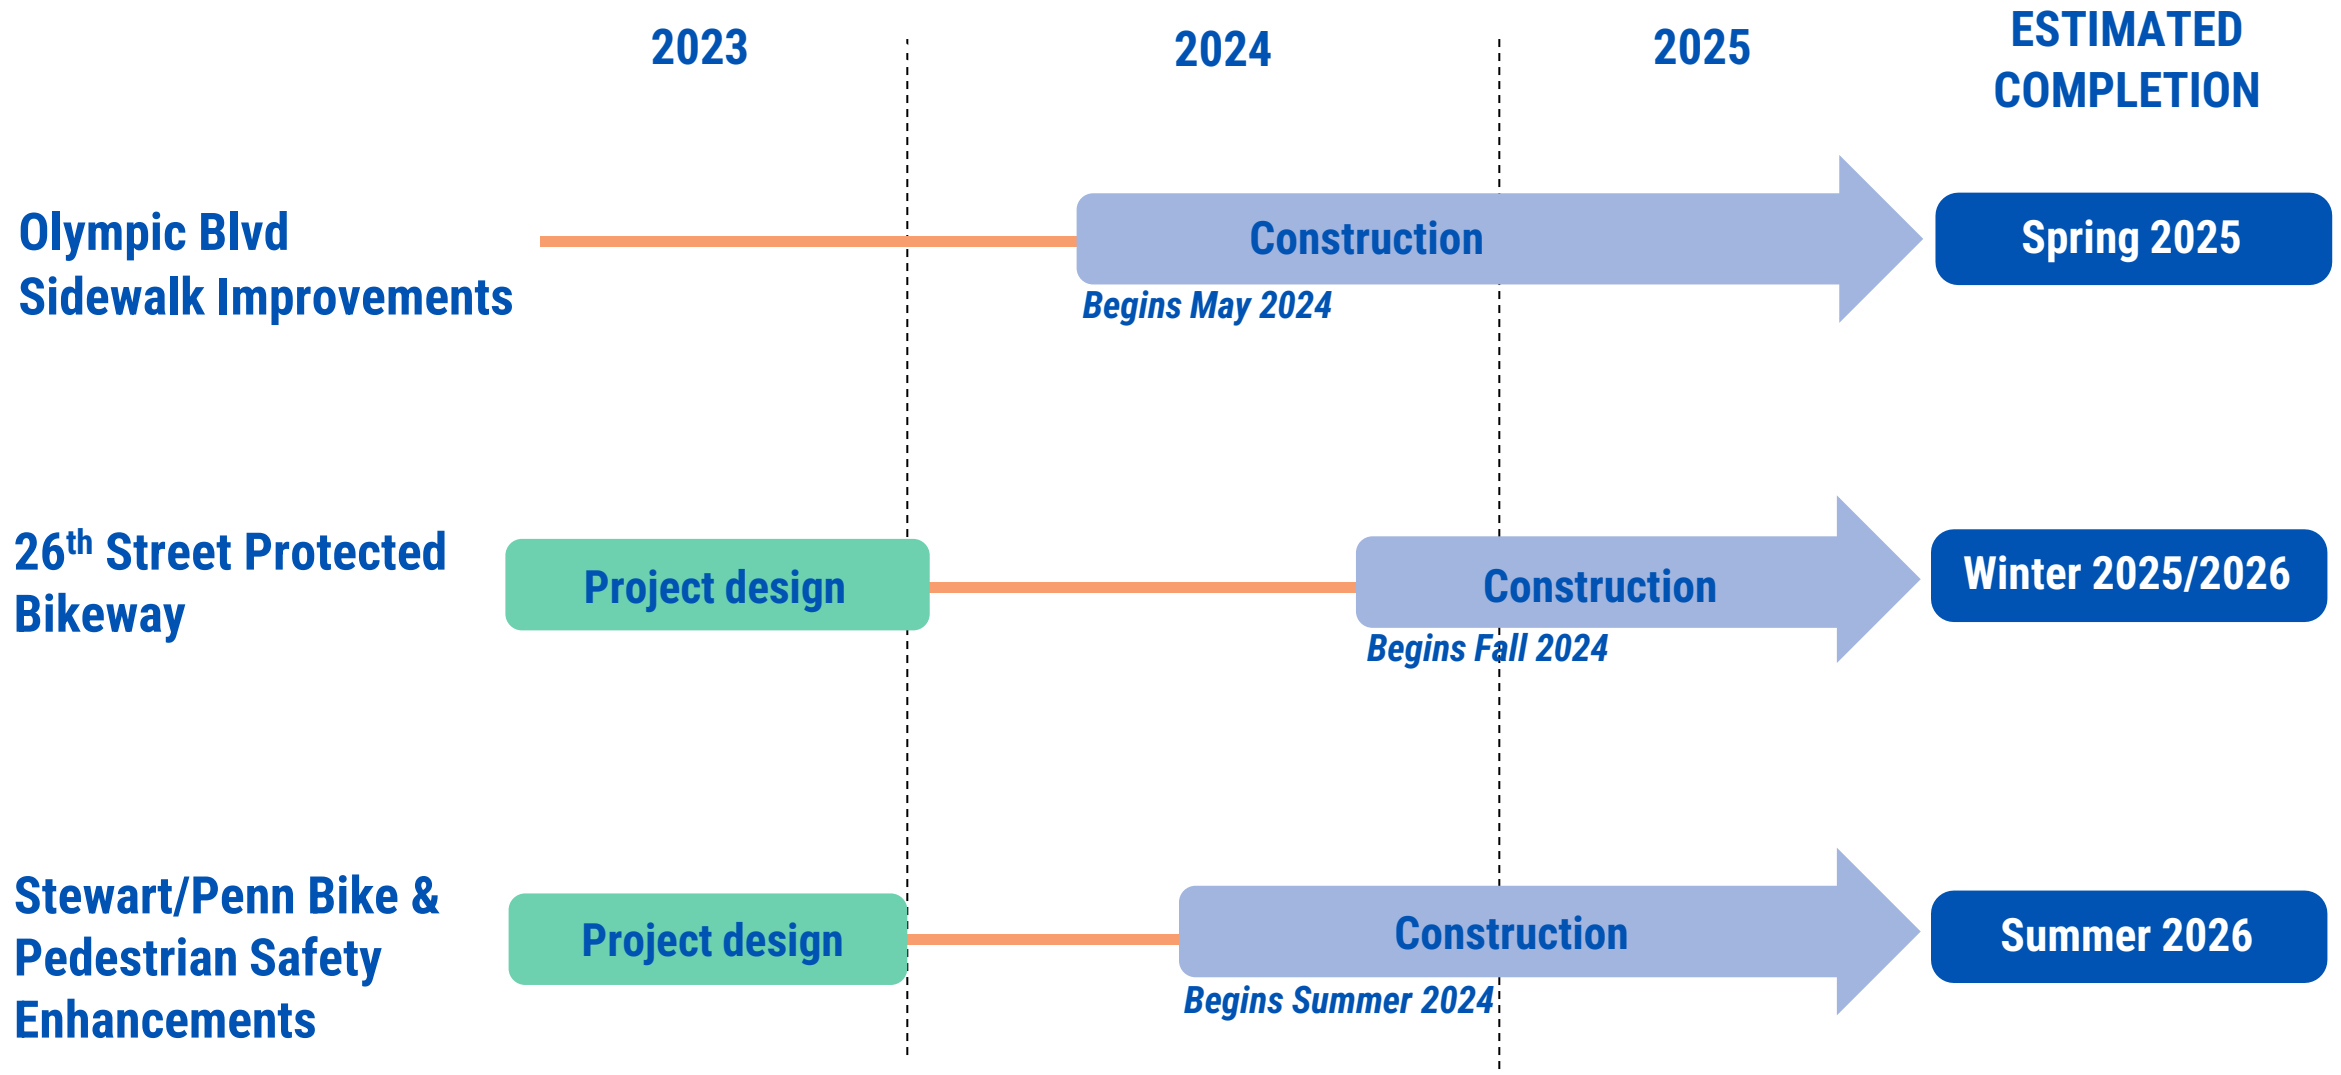 2023
2024
2025
ESTIMATED
COMPLETION
Olympic Blvd
Sidewalk Improvements
Construction
Begins May 2024
Spring 2025
26th Street Protected
Bikeway
Project design
Construction
Begins Fall 2024
Winter 2025/2026
Stewart/Penn Bike &
Pedestrian Safety
Enhancements
Project design
Construction
Begins Summer 2024
Summer 2026